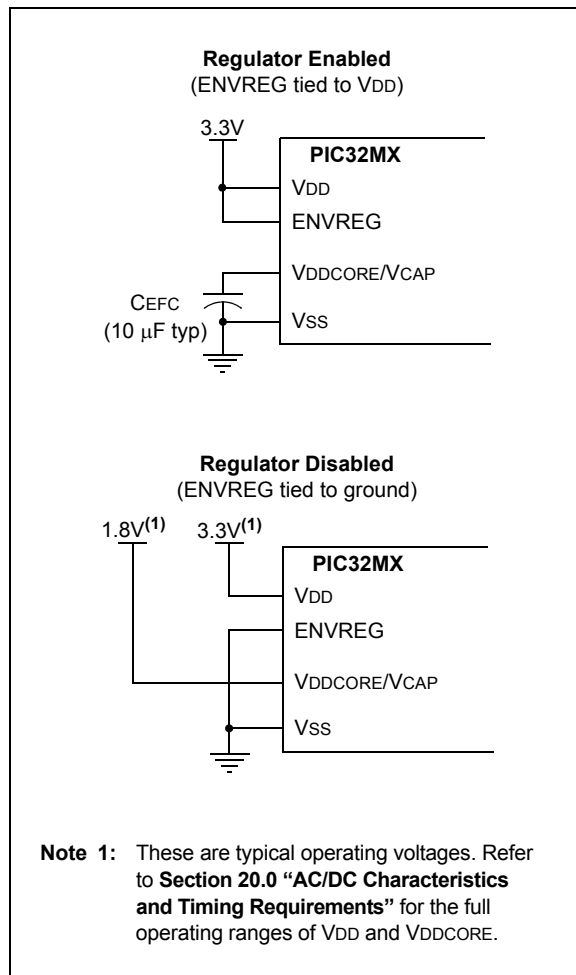 Regulator Enabled
(ENVREG tied to VDD)
3.3V
PIC32MX
VDD
ENVREG
VDDCORE/VCAP
CEFC
(10 μF typ)
VSS
Regulator Disabled
(ENVREG tied to ground)
1.8V(1) 3.3V(1)
PIC32MX
VDD
ENVREG
VDDCORE/VCAP
VSS
Note 1: These are typical operating voltages. Refer
to Section 20.0 “AC/DC Characteristics
and Timing Requirements” for the full
operating ranges of VDD and VDDCORE.